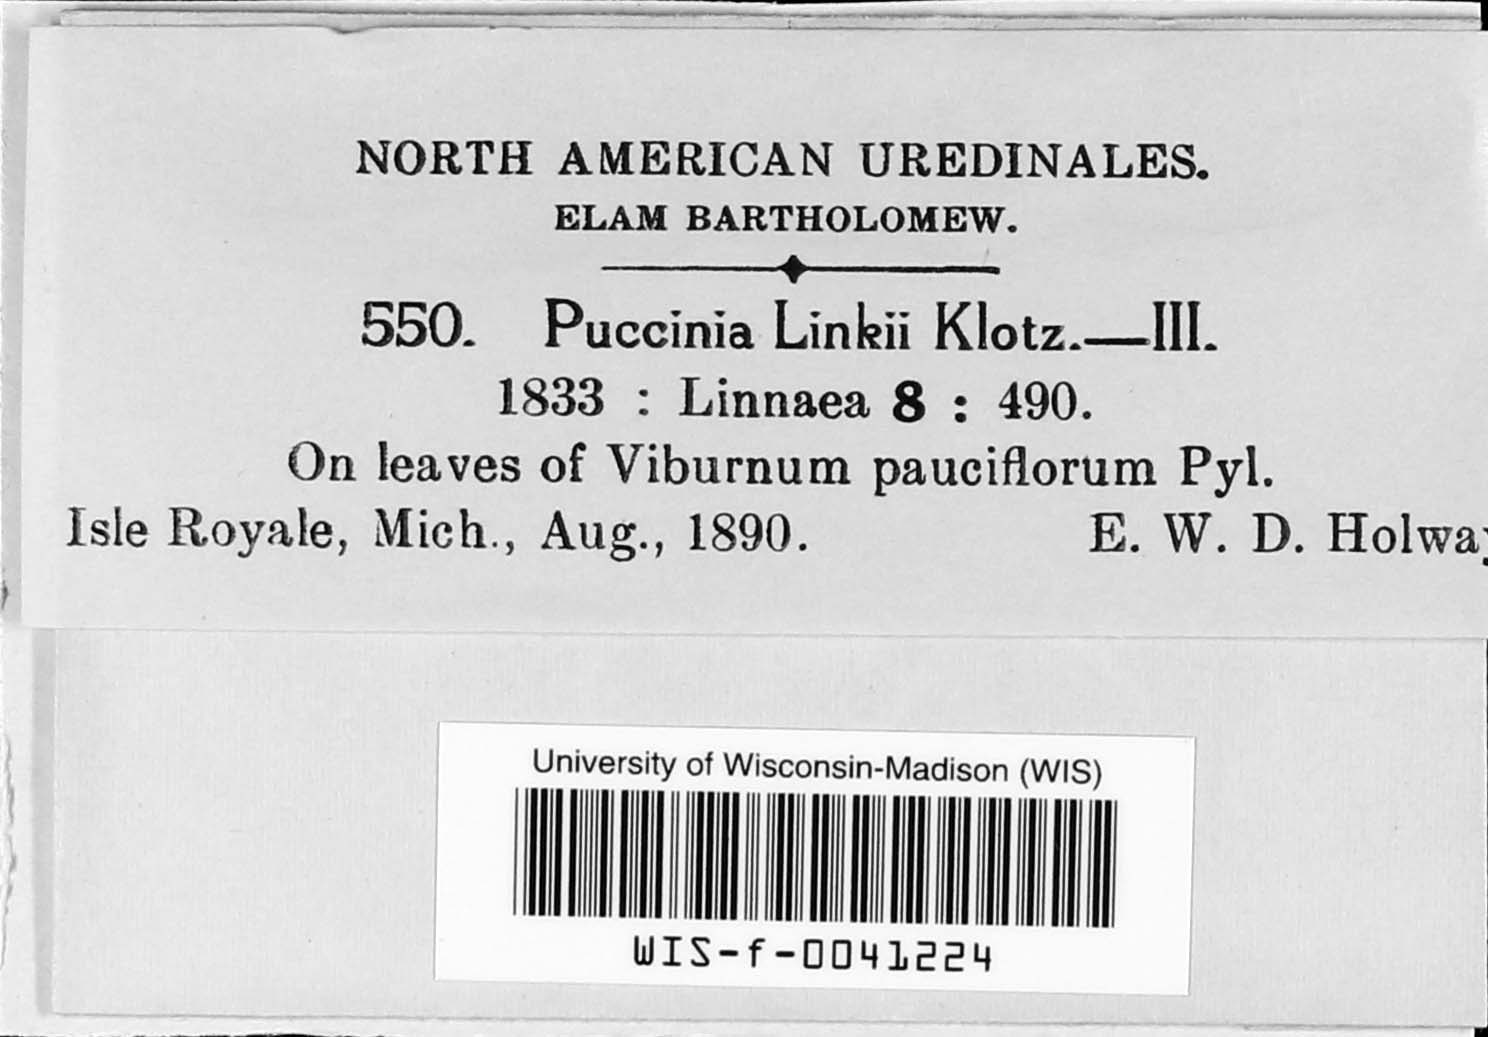 NORTH AMERICAN UREDINALES.
ELAM BARTHOLOMEW.
550. Puccinia Linkii Klotz.—III.
1833 : Linnaea 8 : 490.
On leaves of Viburnum pauciflorum Pyl.
Isle Royale, Mich., Aug., 1890. E. W. D. Holway
University of Wisconsin-Madison (WIS)
WIS-f-0041224